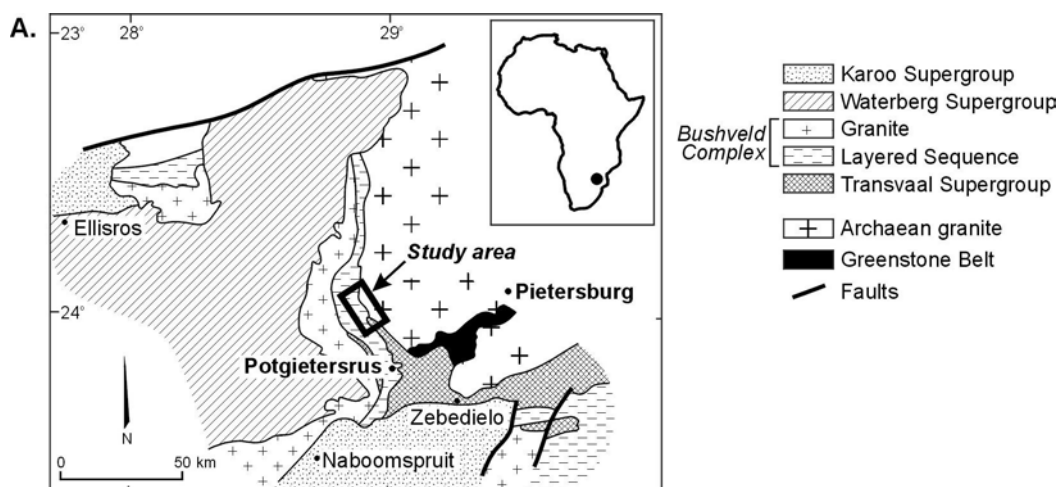 A.
23° 28° 29°
Karoo Supergroup
Waterberg Supergroup
Bushveld Complex
Granite
Layered Sequence
Transvaal Supergroup
Archaean granite
Greenstone Belt
Faults
Ellisros
Study area
Pietersburg
24°
Potgietersrus
Zebedielo
N
0 50 km
Naboomspruit